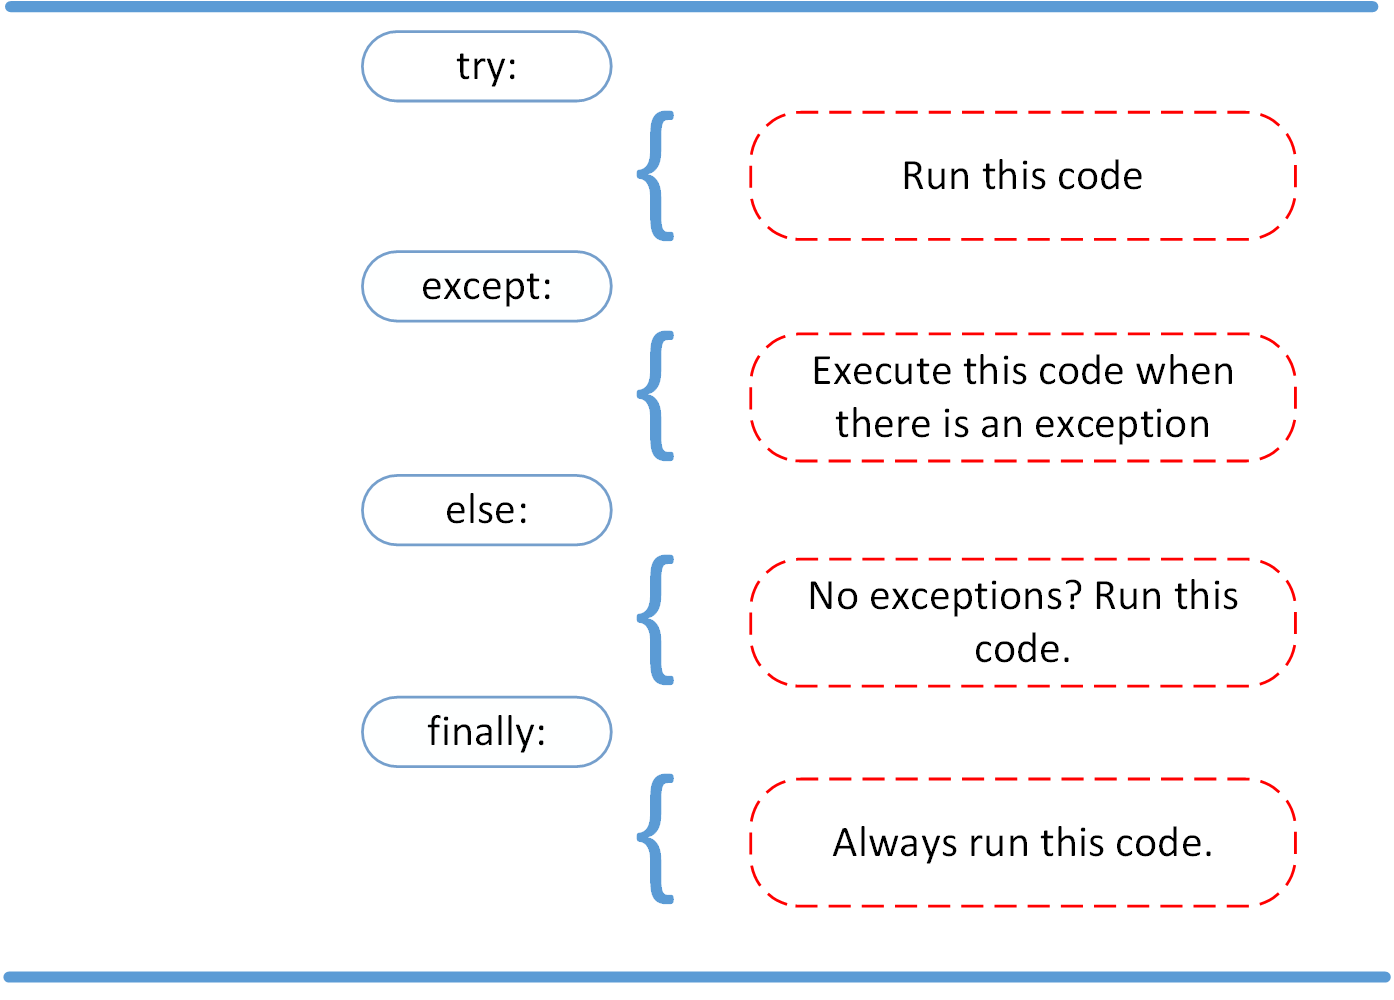 try:
Run this code
except:
Execute this code when
there is an exception
else:
No exceptions? Run this
code.
finally:
Always run this code.